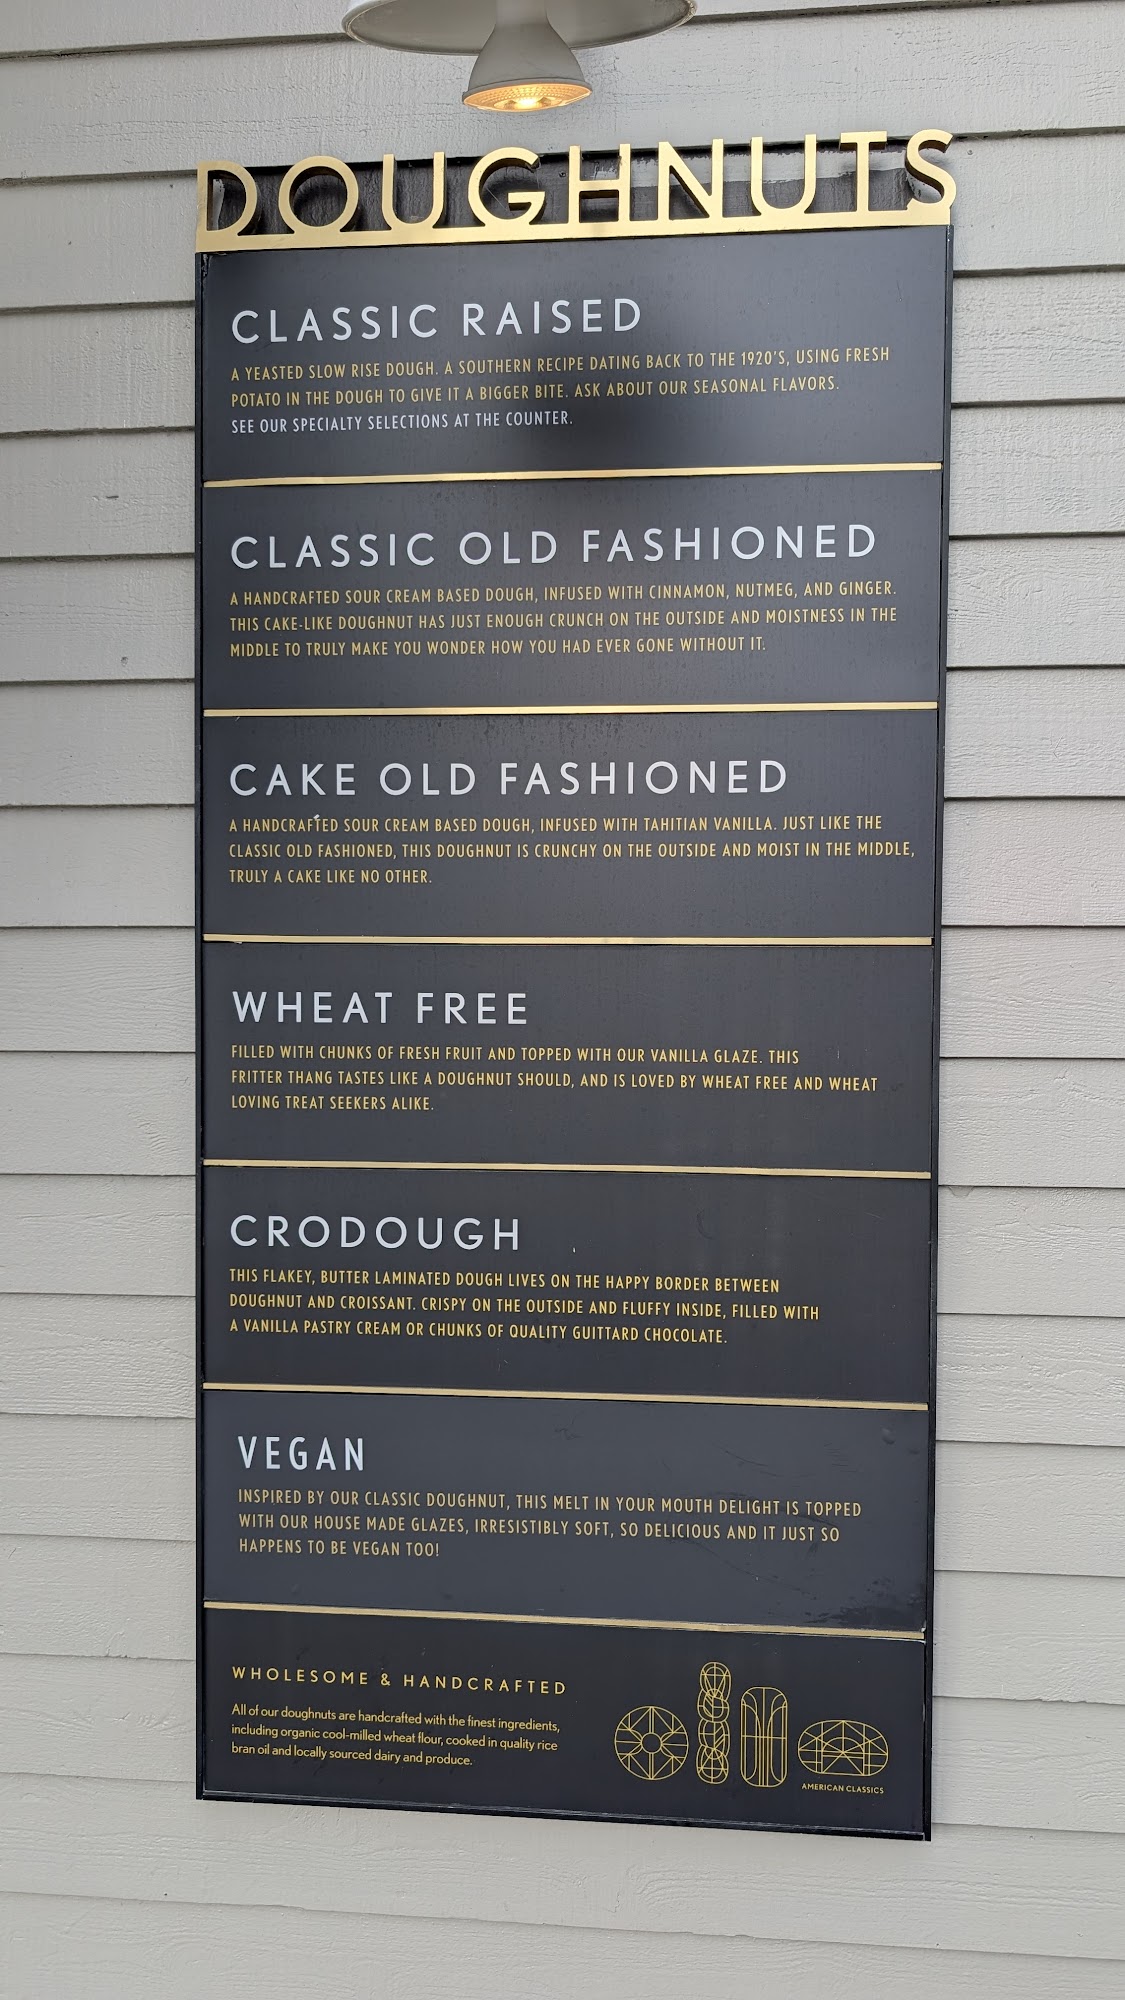 DOUGHNUTS
CLASSIC RAISED
A YEASTED SLOW RISE DOUGH. A SOUTHERN RECIPE DATING BACK TO THE 1920'S, USING FRESH
POTATO IN THE DOUGH TO GIVE IT A BIGGER BITE. ASK ABOUT OUR SEASONAL FLAVORS.
SEE OUR SPECIALTY SELECTIONS AT THE COUNTER.
CLASSIC OLD FASHIONED
A HANDCRAFTED SOUR CREAM BASED DOUGH, INFUSED WITH CINNAMON, NUTMEG, AND GINGER.
THIS CAKE-LIKE DOUGHNUT HAS JUST ENOUGH CRUNCH ON THE OUTSIDE AND MOISTNESS IN THE
MIDDLE TO TRULY MAKE YOU WONDER HOW YOU HAD EVER GONE WITHOUT IT.
CAKE OLD FASHIONED
A HANDCRAFTED SOUR CREAM BASED DOUGH, INFUSED WITH TAHITIAN VANILLA. JUST LIKE THE
CLASSIC OLD FASHIONED, THIS DOUGHNUT IS CRUNCHY ON THE OUTSIDE AND MOIST IN THE MIDDLE,
TRULY A CAKE LIKE NO OTHER.
WHEAT FREE
FILLED WITH CHUNKS OF FRESH FRUIT AND TOPPED WITH OUR VANILLA GLAZE. THIS
FRITTER THANG TASTES LIKE A DOUGHNUT SHOULD, AND IS LOVED BY WHEAT FREE AND WHEAT
LOVING TREAT SEEKERS ALIKE.
CRODOUGH
THIS FLAKEY, BUTTER LAMINATED DOUGH LIVES ON THE HAPPY BORDER BETWEEN
DOUGHNUT AND CROISSANT. CRISPY ON THE OUTSIDE AND FLUFFY INSIDE, FILLED WITH
A VANILLA PASTRY CREAM OR CHUNKS OF QUALITY GUITTARD CHOCOLATE.
VEGAN
INSPIRED BY OUR CLASSIC DOUGHNUT, THIS MELT IN YOUR MOUTH DELIGHT IS TOPPED
WITH OUR HOUSE MADE GLAZES, IRRESISTIBLY SOFT, SO DELICIOUS AND IT JUST SO
HAPPENS TO BE VEGAN TOO!
WHOLESOME & HANDCRAFTED
All of our doughnuts are handcrafted with the finest ingredients,
including organic cool-milled wheat flour, cooked in quality rice
bran oil and locally sourced dairy and produce.
AMERICAN CLASSICS